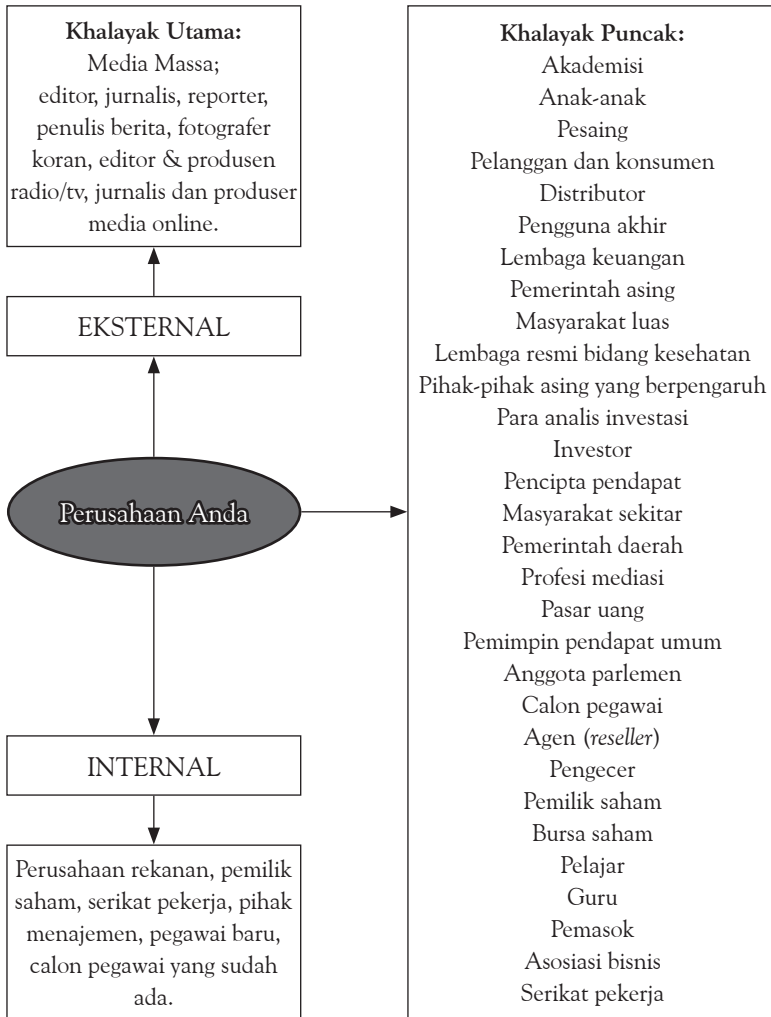 Khalayak Utama:
Media Massa;
editor, jurnalis, reporter,
penulis berita, fotografer
koran, editor & produsen
radio/tv, jurnalis dan produser
media online.
EKSTERNAL
Perusahaan Anda
INTERNAL
Perusahaan rekanan, pemilik
saham, serikat pekerja, pihak
menajemen, pegawai baru,
calon pegawai yang sudah
ada.
Khalayak Puncak:
Akademisi
Anak-anak
Pesaing
Pelanggan dan konsumen
Distributor
Pengguna akhir
Lembaga keuangan
Pemerintah asing
Masyarakat luas
Lembaga resmi bidang kesehatan
Pihak-pihak asing yang berpengaruh
Para analis investasi
Investor
Pencipta pendapat
Masyarakat sekitar
Pemerintah daerah
Profesi mediasi
Pasar uang
Pemimpin pendapat umum
Anggota parlemen
Calon pegawai
Agen (reseller)
Pengecer
Pemilik saham
Bursa saham
Pelajar
Guru
Pemasok
Asosiasi bisnis
Serikat pekerja